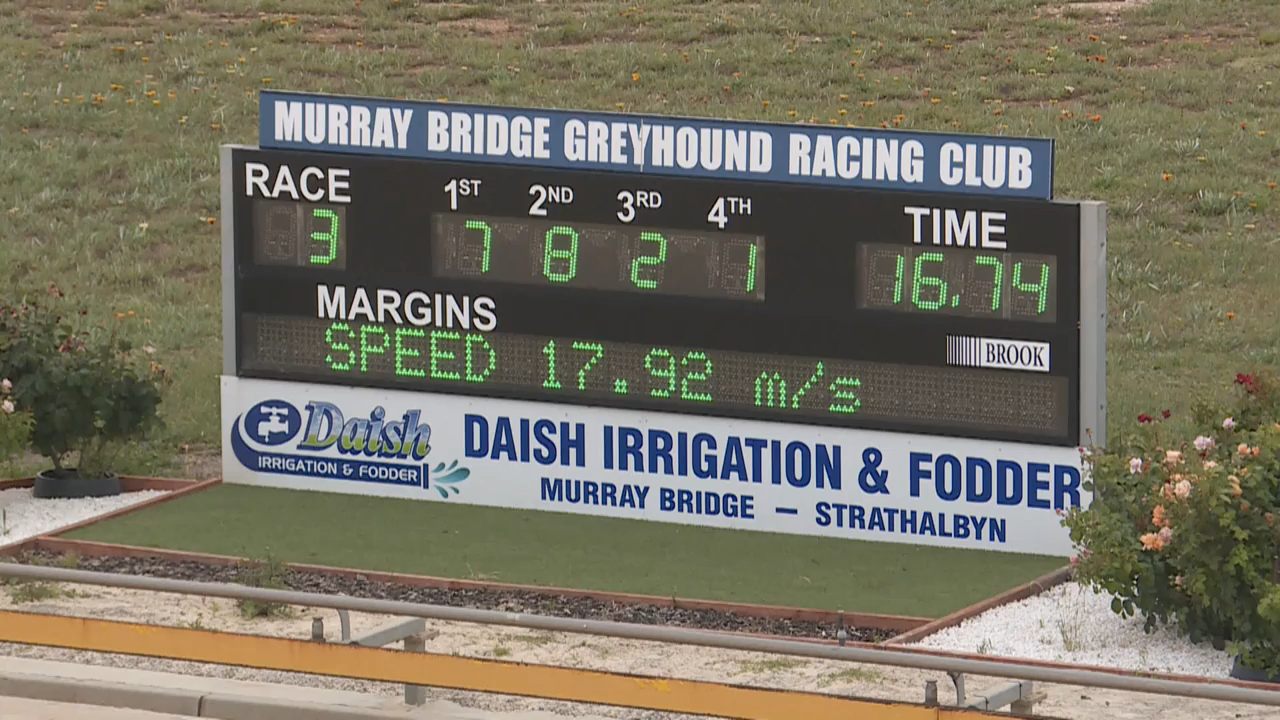 MURRAY BRIDGE GREYHOUND RACING CLUB
RACE 1ST 2ND 3RD 4TH TIME
3 7 8 2 1 16.74
MARGINS
SPEED 17.92 m/s
BROOK
Daish
IRRIGATION & FODDER
DAISH IRRIGATION & FODDER
MURRAY BRIDGE – STRATHALBYN